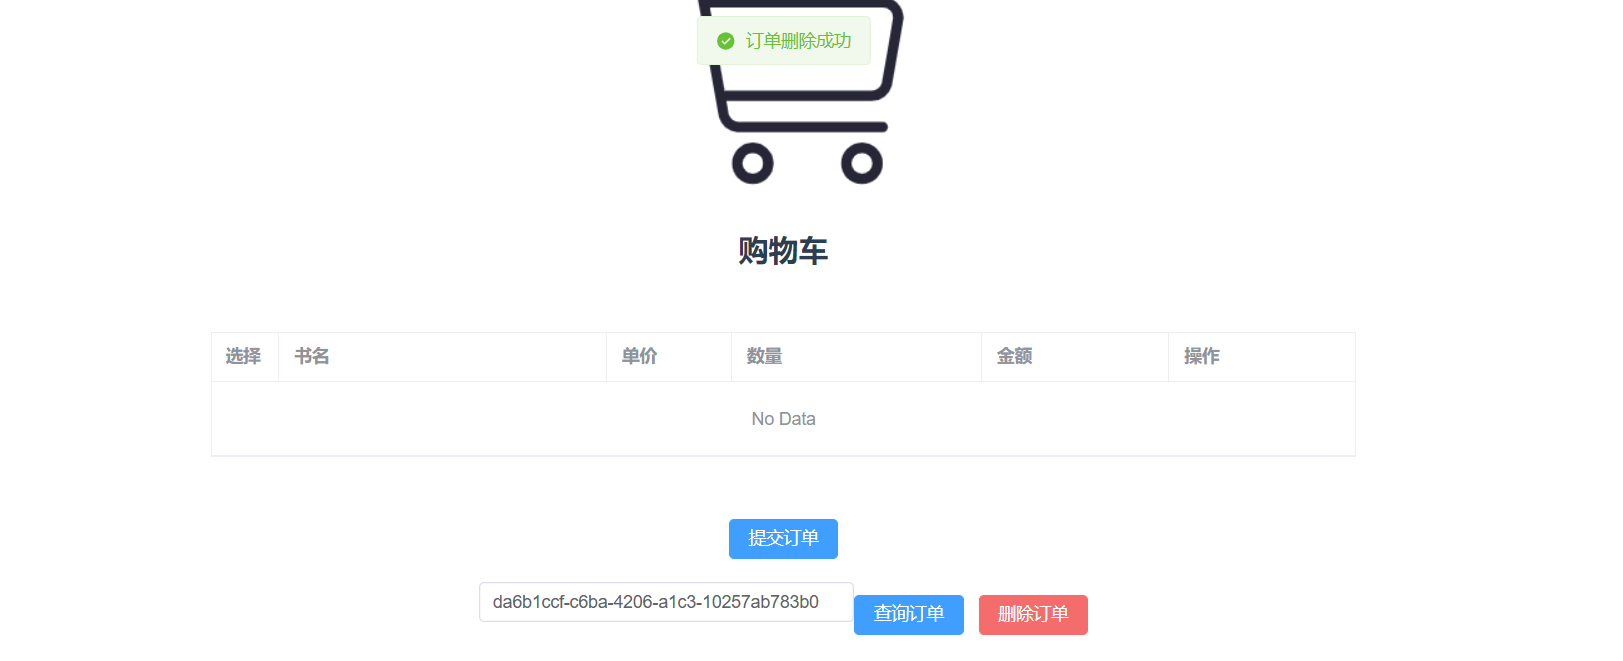 订单删除成功
购物车
选择 书名 单价 数量 金额 操作
No Data
提交订单
da6b1ccf-c6ba-4206-a1c3-10257ab783b0 查询订单 删除订单